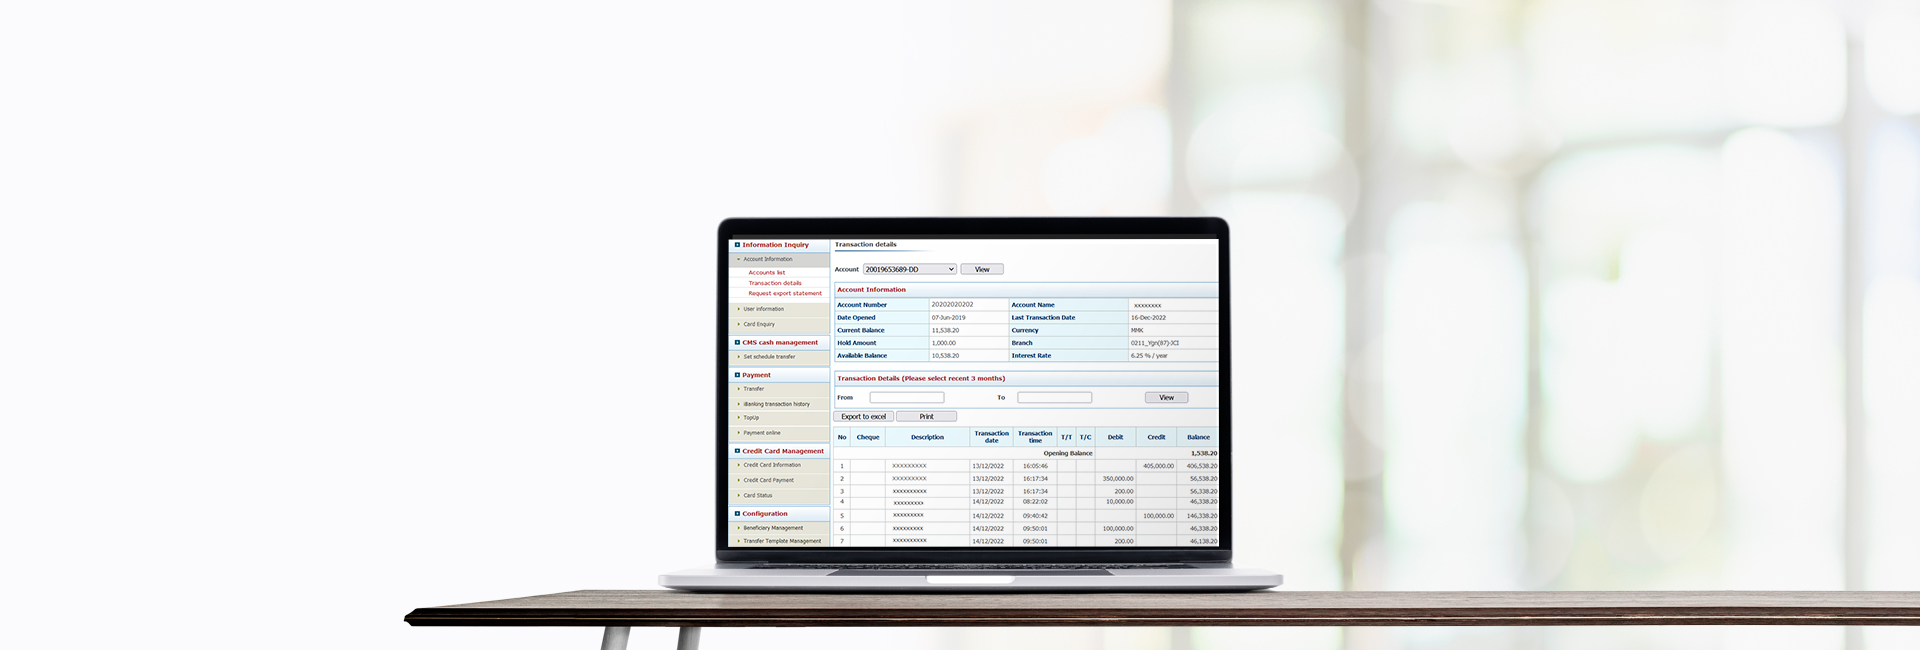 Information Inquiry
Account Information
Accounts list
Transaction details
Request export statement
User information
Card Enquiry
CMS cash management
Set schedule transfer
Payment
Transfer
iBanking transaction history
TopUp
Payment online
Credit Card Management
Credit Card Information
Credit Card Payment
Card Status
Configuration
Beneficiary Management
Transfer Template Management
Transaction details
Account 20019653689-DD View
Account Information
Account Number 20202020202 Account Name xxxxxxxx
Date Opened 07-Jun-2019 Last Transaction Date 16-Dec-2022
Current Balance 11,538.20 Currency MMK
Hold Amount 1,000.00 Branch 0211_Ygn(87)-JCI
Available Balance 10,538.20 Interest Rate 6.25 % / year
Transaction Details (Please select recent 3 months)
From To View
Export to excel Print
No Cheque Description Transaction date Transaction time T/T T/C Debit Credit Balance
Opening Balance 1,538.20
1 xxxxxxxxx 13/12/2022 16:05:46 405,000.00 406,538.20
2 xxxxxxxxx 13/12/2022 16:17:34 350,000.00 56,538.20
3 xxxxxxxxxx 13/12/2022 16:17:34 200.00 56,338.20
4 xxxxxxxxx 14/12/2022 08:22:02 10,000.00 46,338.20
5 xxxxxxxxx 14/12/2022 09:40:42 100,000.00 146,338.20
6 xxxxxxxxx 14/12/2022 09:50:01 100,000.00 46,338.20
7 xxxxxxxxxx 14/12/2022 09:50:01 200.00 46,138.20